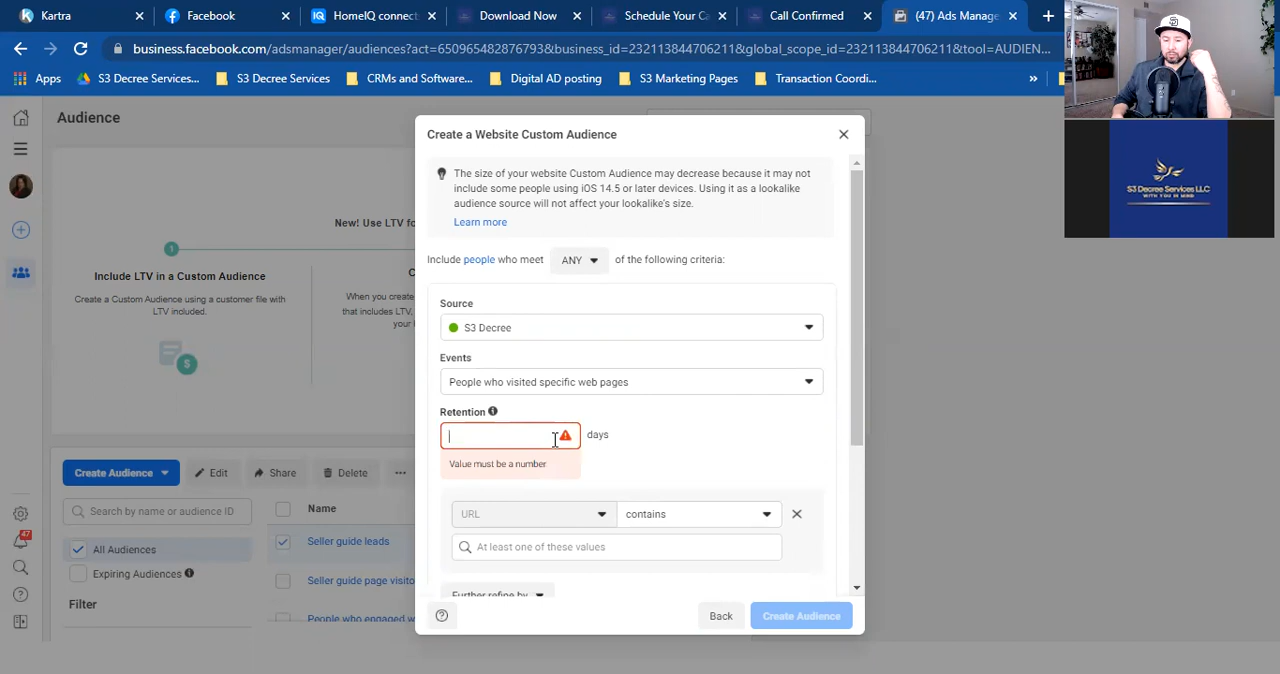 Kartra
Facebook
HomeIQ connect
Download Now
Schedule Your Ca
Call Confirmed
(47) Ads Manage
business.facebook.com/adsmanager/audiences?act=650995482876793&business_id=232113844706211&global_scope_id=232113844706211&tool=AUDIEN...
Apps
S3 Decree Services...
S3 Decree Services
CRMs and Software...
Digital AD posting
S3 Marketing Pages
Transaction Coordi...
»
S3 DECREE SERVICES LLC
WITH YOU IN MIND
Audience
New! Use LTV fo
1
Include LTV in a Custom Audience
Create a Custom Audience using a customer file with
LTV included.
$
C
When you create
that includes LTV,
your l
Create a Website Custom Audience
The size of your website Custom Audience may decrease because it may not
include some people using iOS 14.5 or later devices. Using it as a lookalike
audience source will not affect your lookalike's size.
Learn more
Include people who meet ANY of the following criteria:
Source
S3 Decree
Events
People who visited specific web pages
Retention
days
Value must be a number
URL
contains
At least one of these values
Further refine by
Back
Create Audience
Create Audience
Edit
Share
Delete
...
Search by name or audience ID
Name
All Audiences
Expiring Audiences
Filter
Seller guide leads
Seller guide page visito
People who engaged w
47